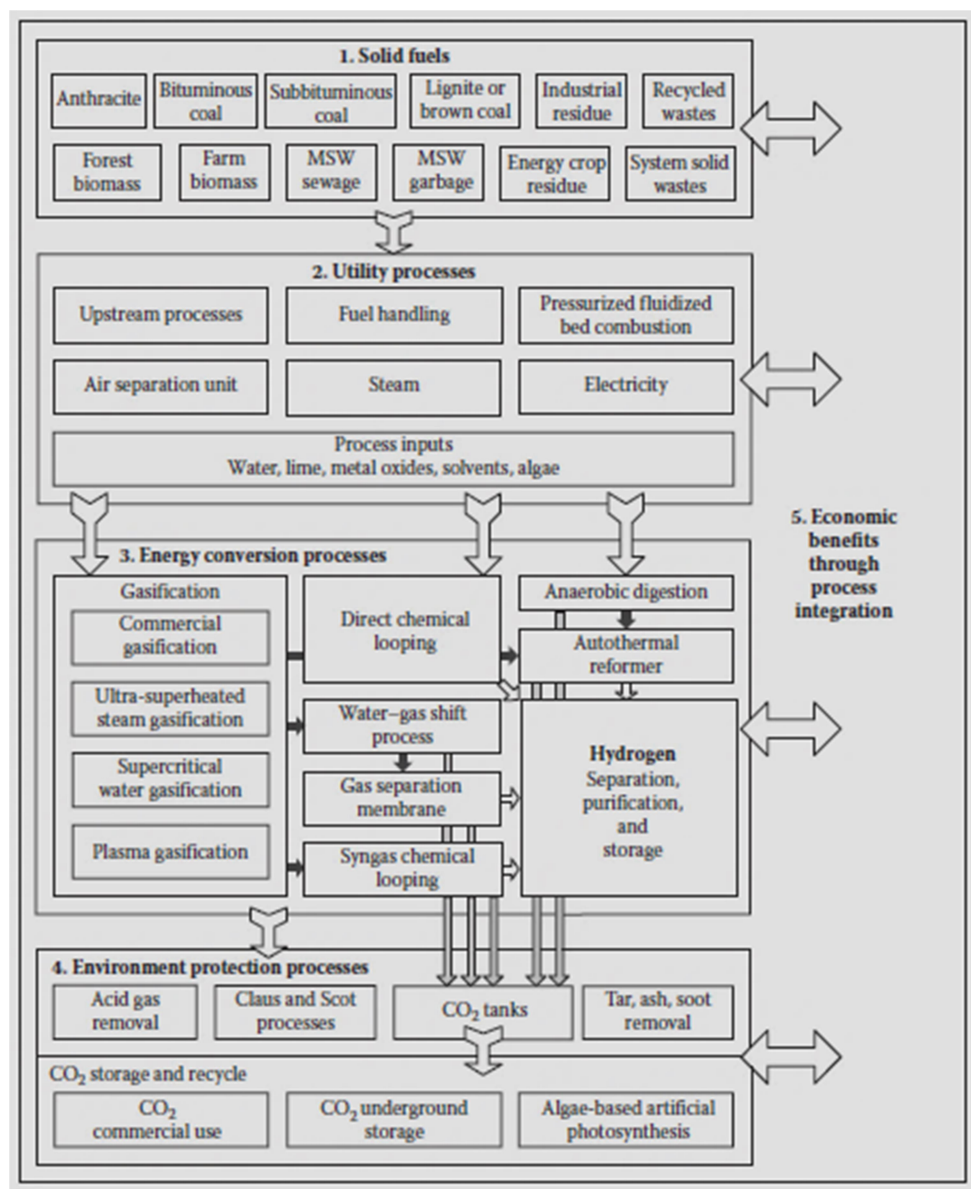 1. Solid fuels
Anthracite
Bituminous
coal
Subbituminous
coal
Lignite or
brown coal
Industrial
residue
Recycled
wastes
Forest
biomass
Farm
biomass
MSW
sewage
MSW
garbage
Energy crop
residue
System solid
wastes
2. Utility processes
Upstream processes
Fuel handling
Pressurized fluidized
bed combustion
Air separation unit
Steam
Electricity
Process inputs
Water, lime, metal oxides, solvents, algae
3. Energy conversion processes
Gasification
Commercial
gasification
Ultra-superheated
steam gasification
Supercritical
water gasification
Plasma gasification
Direct chemical
looping
Water–gas shift
process
Gas separation
membrane
Syngas chemical
looping
Anaerobic digestion
Autothermal
reformer
Hydrogen
Separation,
purification,
and
storage
4. Environment protection processes
Acid gas
removal
Claus and Scot
processes
CO₂ tanks
Tar, ash, soot
removal
CO₂ storage and recycle
CO₂
commercial use
CO₂ underground
storage
Algae-based artificial
photosynthesis
5. Economic
benefits
through
process
integration